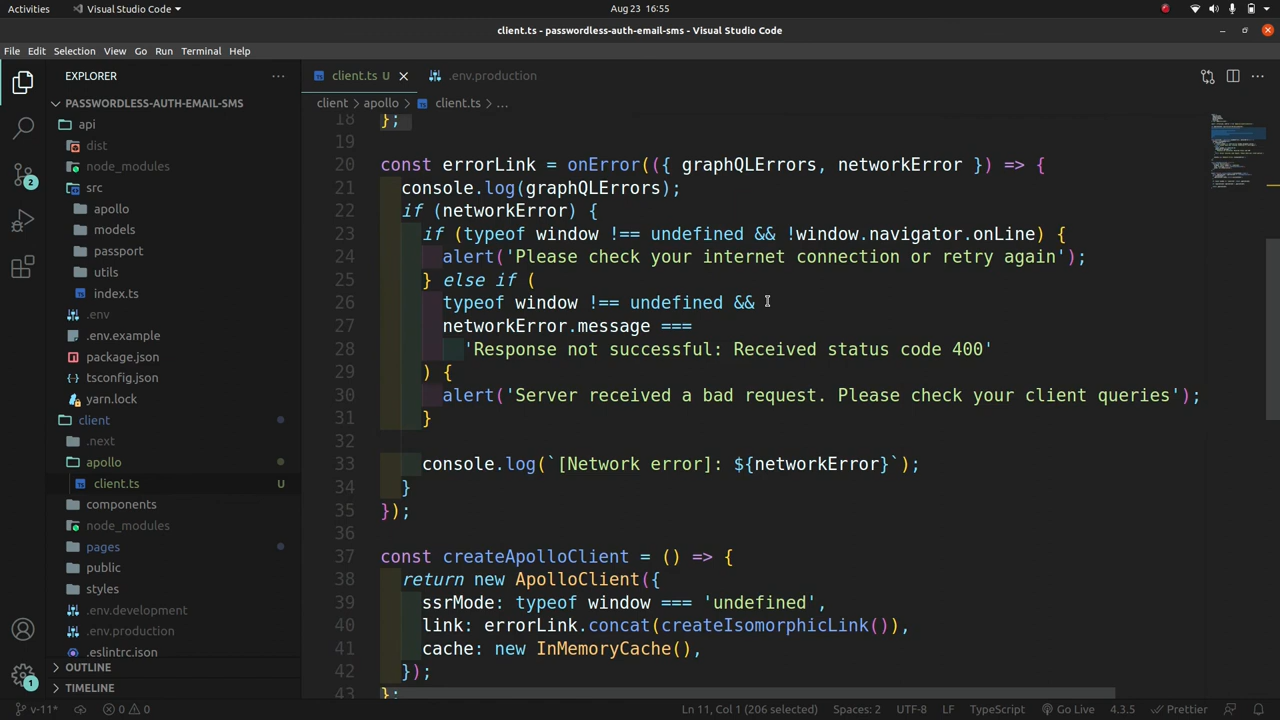 Activities
Visual Studio Code
Aug 23 16:55
client.ts - passwordless-auth-email-sms - Visual Studio Code
File Edit Selection View Go Run Terminal Help
EXPLORER
client.ts U
.env.production
client > apollo > client.ts > ...
PASSWORDLESS-AUTH-EMAIL-SMS
api
dist
node_modules
src
apollo
models
passport
utils
index.ts
.env
.env.example
package.json
tsconfig.json
yarn.lock
client
.next
apollo
client.ts U
components
node_modules
pages
public
styles
.env.development
.env.production
.eslintrc.json
OUTLINE
TIMELINE
2
1
18 };
19
20 const errorLink = onError(({ graphQLErrors, networkError }) => {
21 console.log(graphQLErrors);
22 if (networkError) {
23 if (typeof window !== undefined && !window.navigator.onLine) {
24 alert('Please check your internet connection or retry again');
25 } else if (
26 typeof window !== undefined &&
27 networkError.message ===
28 'Response not successful: Received status code 400'
29 ) {
30 alert('Server received a bad request. Please check your client queries');
31 }
32
33 console.log(`[Network error]: ${networkError}`);
34 }
35 });
36
37 const createApolloClient = () => {
38 return new ApolloClient({
39 ssrMode: typeof window === 'undefined',
40 link: errorLink.concat(createIsomorphicLink()),
41 cache: new InMemoryCache(),
42 });
43 };
v-11* 0 0 Ln 11, Col 1 (206 selected) Spaces: 2 UTF-8 LF TypeScript Go Live 4.3.5 Prettier